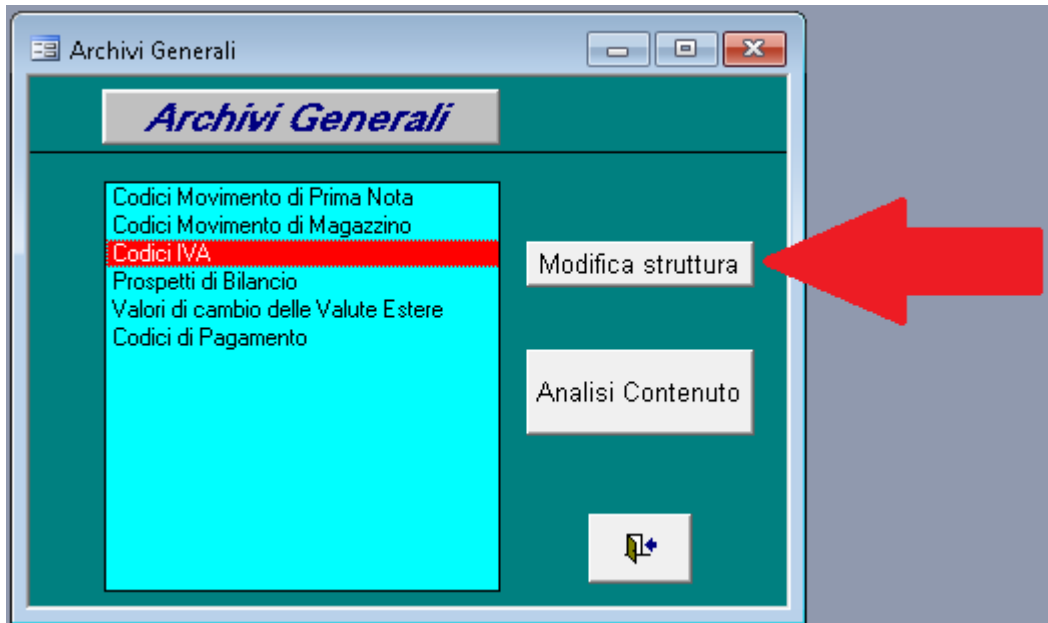 Archivi Generali
Archivi Generali
Codici Movimento di Prima Nota
Codici Movimento di Magazzino
Codici IVA
Prospetti di Bilancio
Valori di cambio delle Valute Estere
Codici di Pagamento
Modifica struttura
Analisi Contenuto